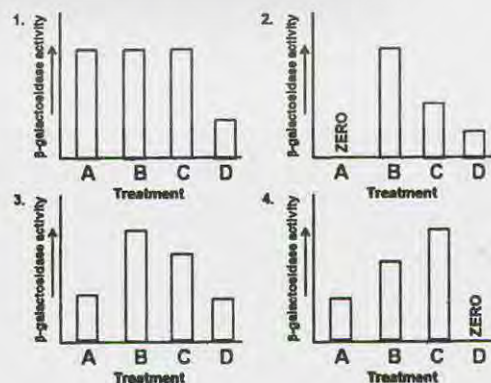 1.
β-galactosidase activity
A B C D
Treatment
2.
β-galactosidase activity
ZERO
A B C D
Treatment
3.
β-galactosidase activity
A B C D
Treatment
4.
β-galactosidase activity
ZERO
A B C D
Treatment